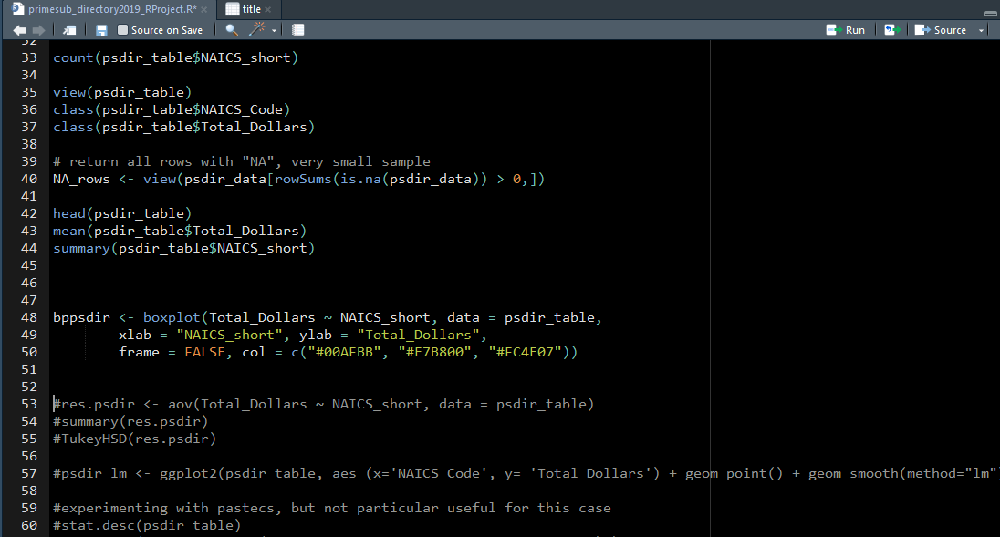 primesub_directory2019_RProject.R* title
Source on Save Run Source
33 count(psdir_table$NAICS_short)
34
35 view(psdir_table)
36 class(psdir_table$NAICS_Code)
37 class(psdir_table$Total_Dollars)
38
39 # return all rows with "NA", very small sample
40 NA_rows <- view(psdir_data[rowSums(is.na(psdir_data)) > 0,])
41
42 head(psdir_table)
43 mean(psdir_table$Total_Dollars)
44 summary(psdir_table$NAICS_short)
45
46
47
48 bppsdir <- boxplot(Total_Dollars ~ NAICS_short, data = psdir_table,
49 xlab = "NAICS_short", ylab = "Total_Dollars",
50 frame = FALSE, col = c("#00AFBB", "#E7B800", "#FC4E07"))
51
52
53 #res.psdir <- aov(Total_Dollars ~ NAICS_short, data = psdir_table)
54 #summary(res.psdir)
55 #TukeyHSD(res.psdir)
56
57 #psdir_lm <- ggplot2(psdir_table, aes_(x='NAICS_Code', y= 'Total_Dollars') + geom_point() + geom_smooth(method="lm"
58
59 #experimenting with pastecs, but not particular useful for this case
60 #stat.desc(psdir_table)